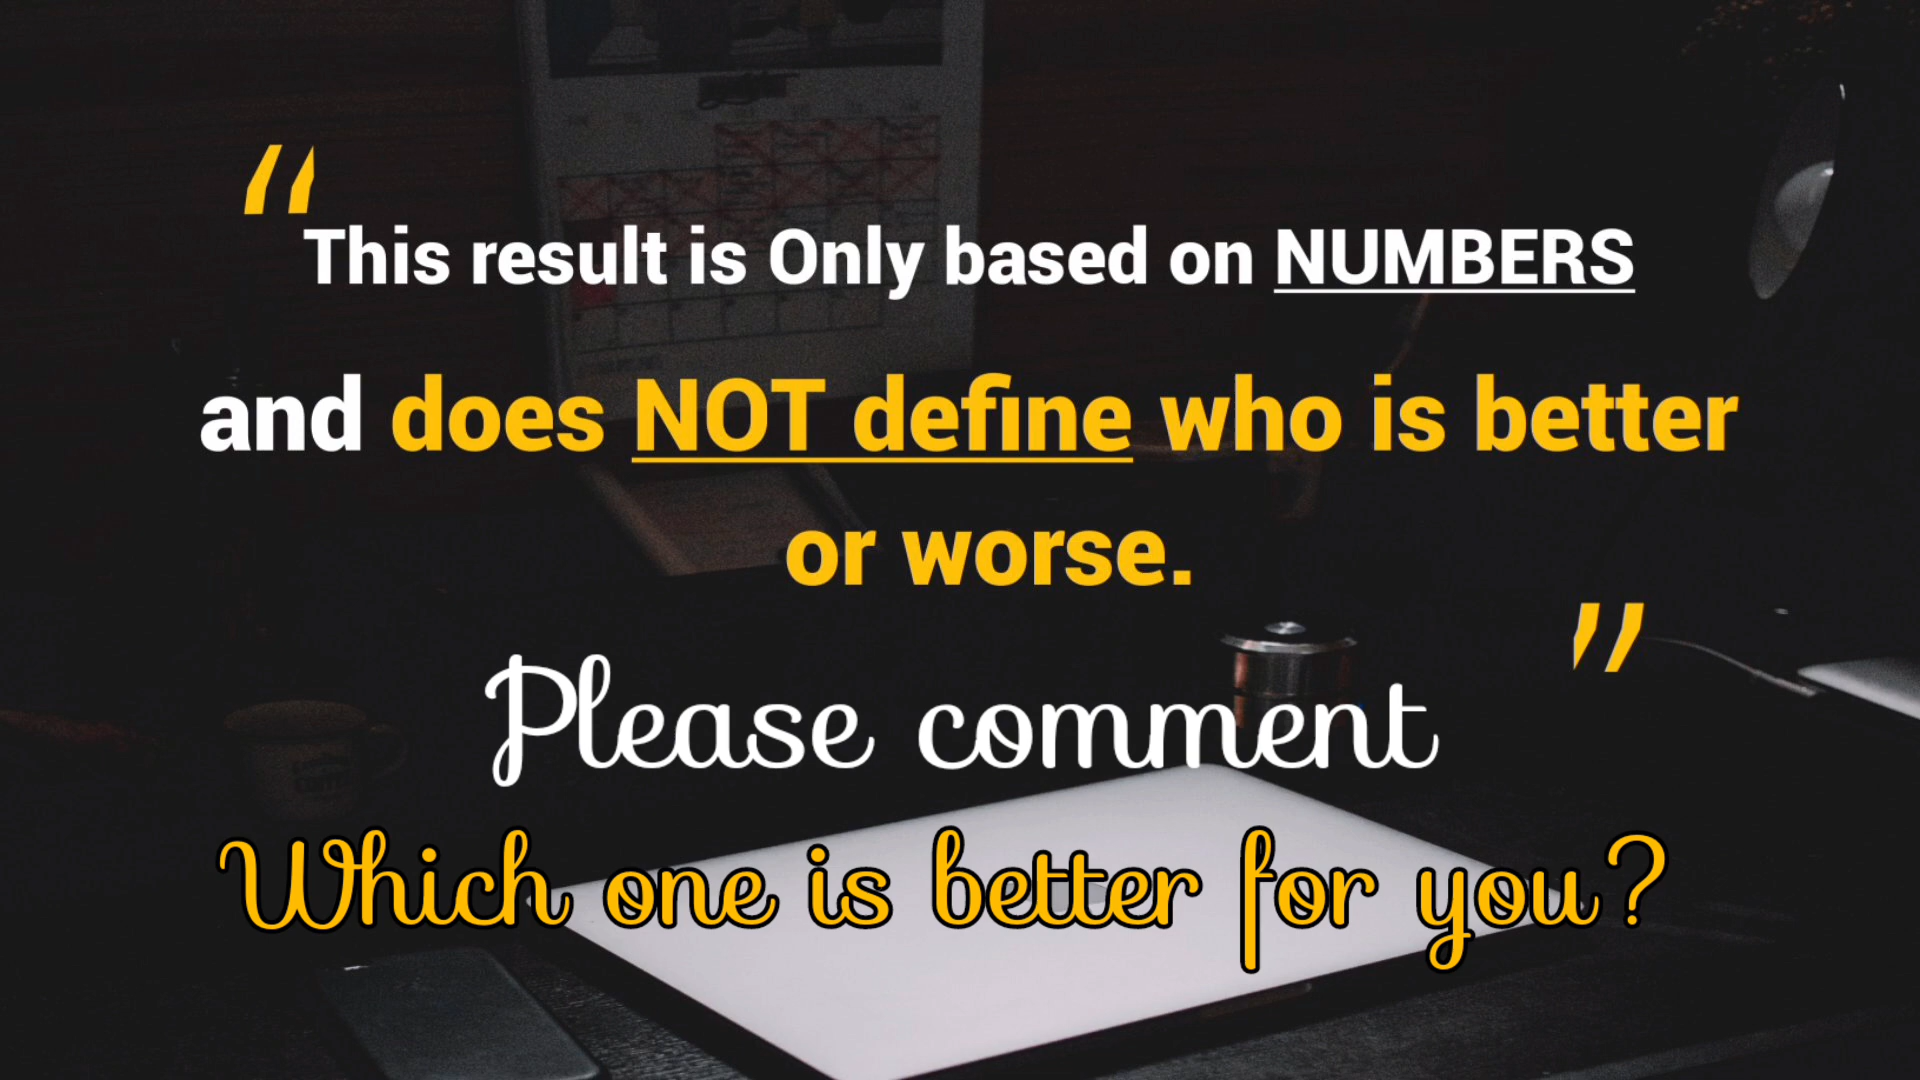 “This result is Only based on NUMBERS
and does NOT define who is better
or worse.”
Please comment
Which one is better for you?